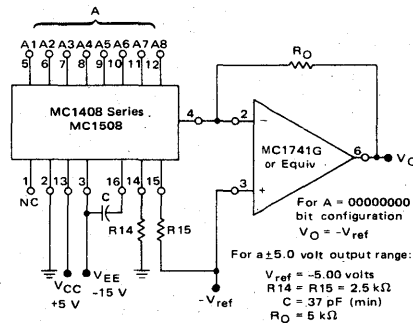 A
A1 A2 A3 A4 A5 A6 A7 A8
5 6 7 8 9 10 11 12
RO
MC1408 Series
MC1508
4
2
−
MC1741G
or Equiv
6
VO
3
+
1 2 13 3 16 14 15
NC
C
R14 R15
VCC
+5 V
VEE
-15 V
-Vref
For A = 00000000
bit configuration
VO = -Vref
For a ±5.0 volt output range:
Vref = -5.00 volts
R14 = R15 = 2.5 kΩ
C = .37 pF (min)
RO = 5 kΩ